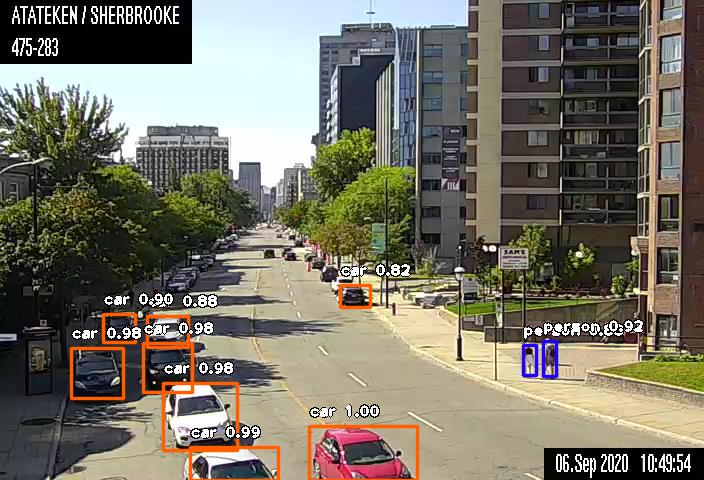 ATATEKEN / SHERBROOKE
475-283
car 0.82
car 0.90
0.88
car 0.98
car 0.98
car 0.98
person 0.92
car 1.00
car 0.99
SAM'S
06.Sep 2020 10:49:54